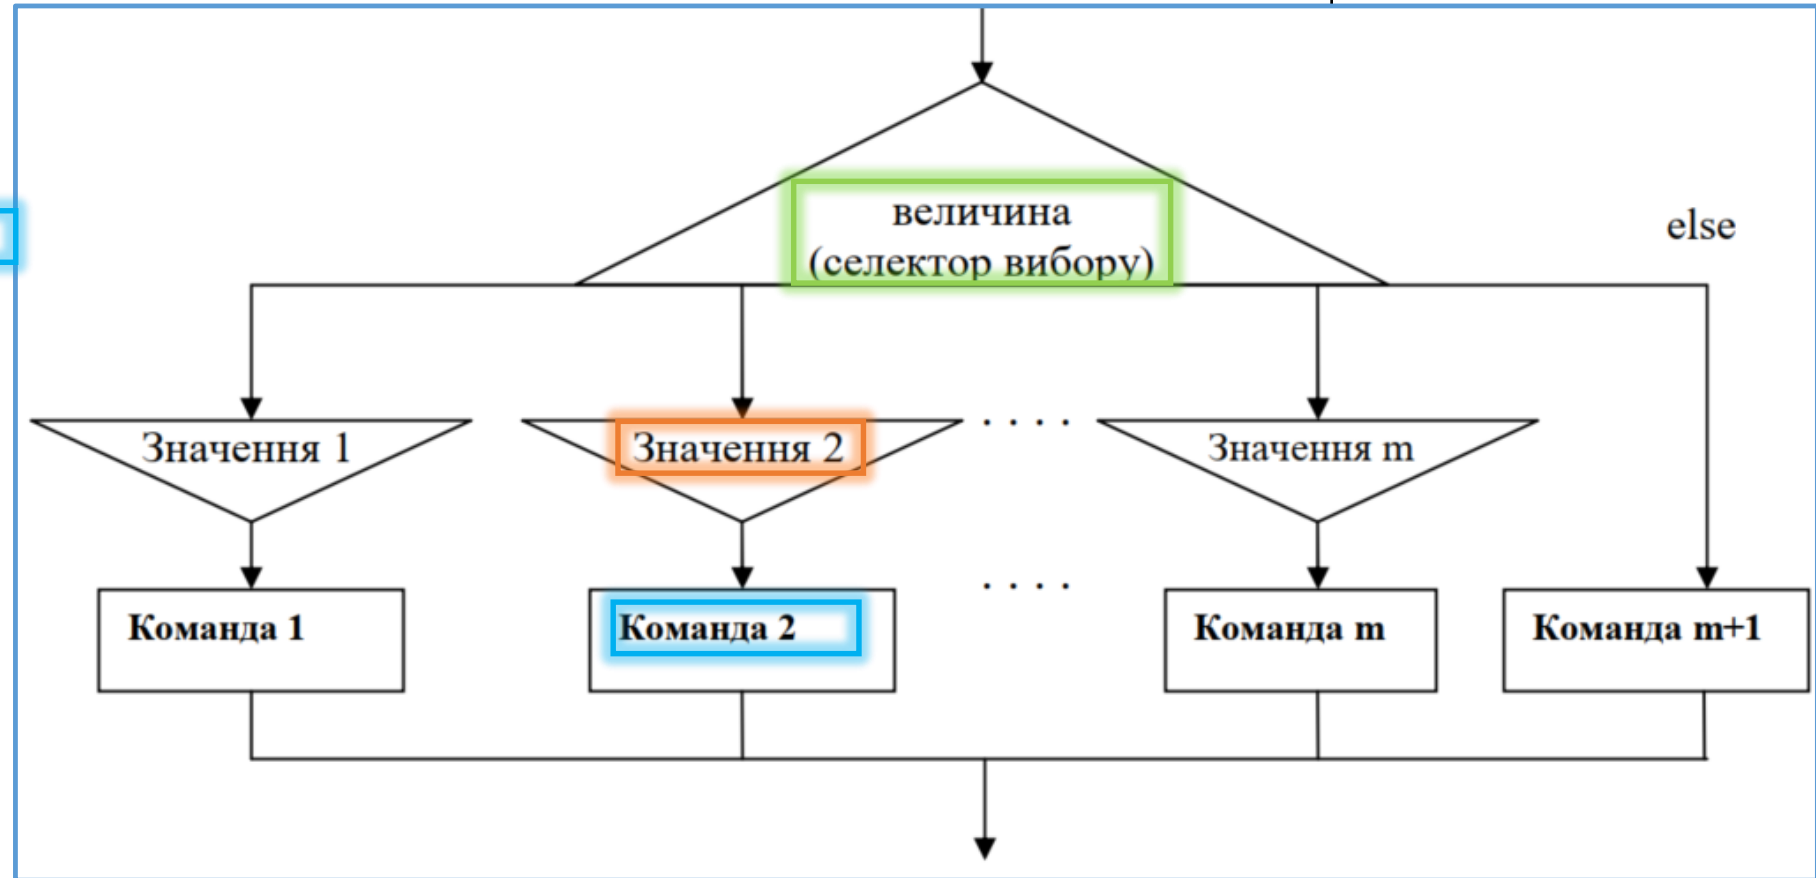 величина
(селектор вибору)
else
Значення 1
Значення 2
. . . .
Значення m
Команда 1
Команда 2
. . . .
Команда m
Команда m+1